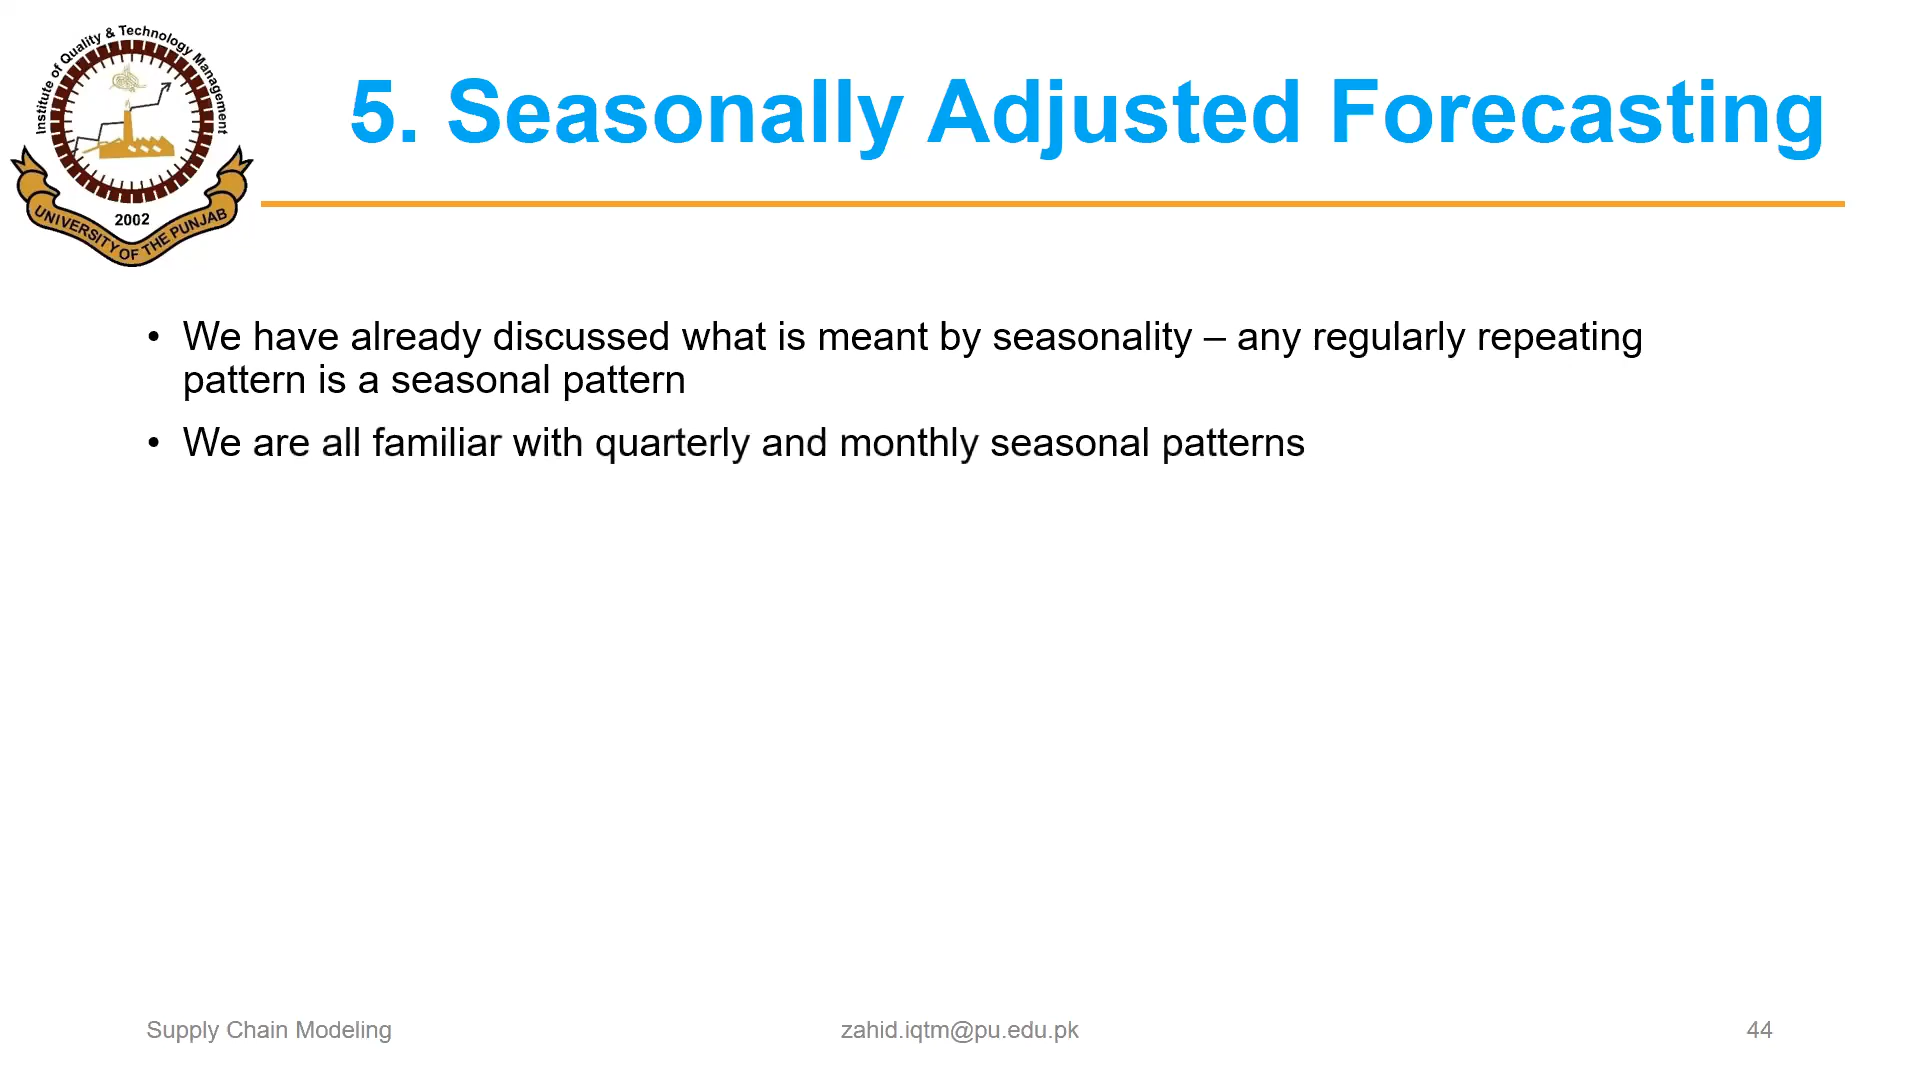 Institute of Quality & Technology Management
2002
UNIVERSITY OF THE PUNJAB
5. Seasonally Adjusted Forecasting
• We have already discussed what is meant by seasonality – any regularly repeating
pattern is a seasonal pattern
• We are all familiar with quarterly and monthly seasonal patterns
Supply Chain Modeling
zahid.iqtm@pu.edu.pk
44